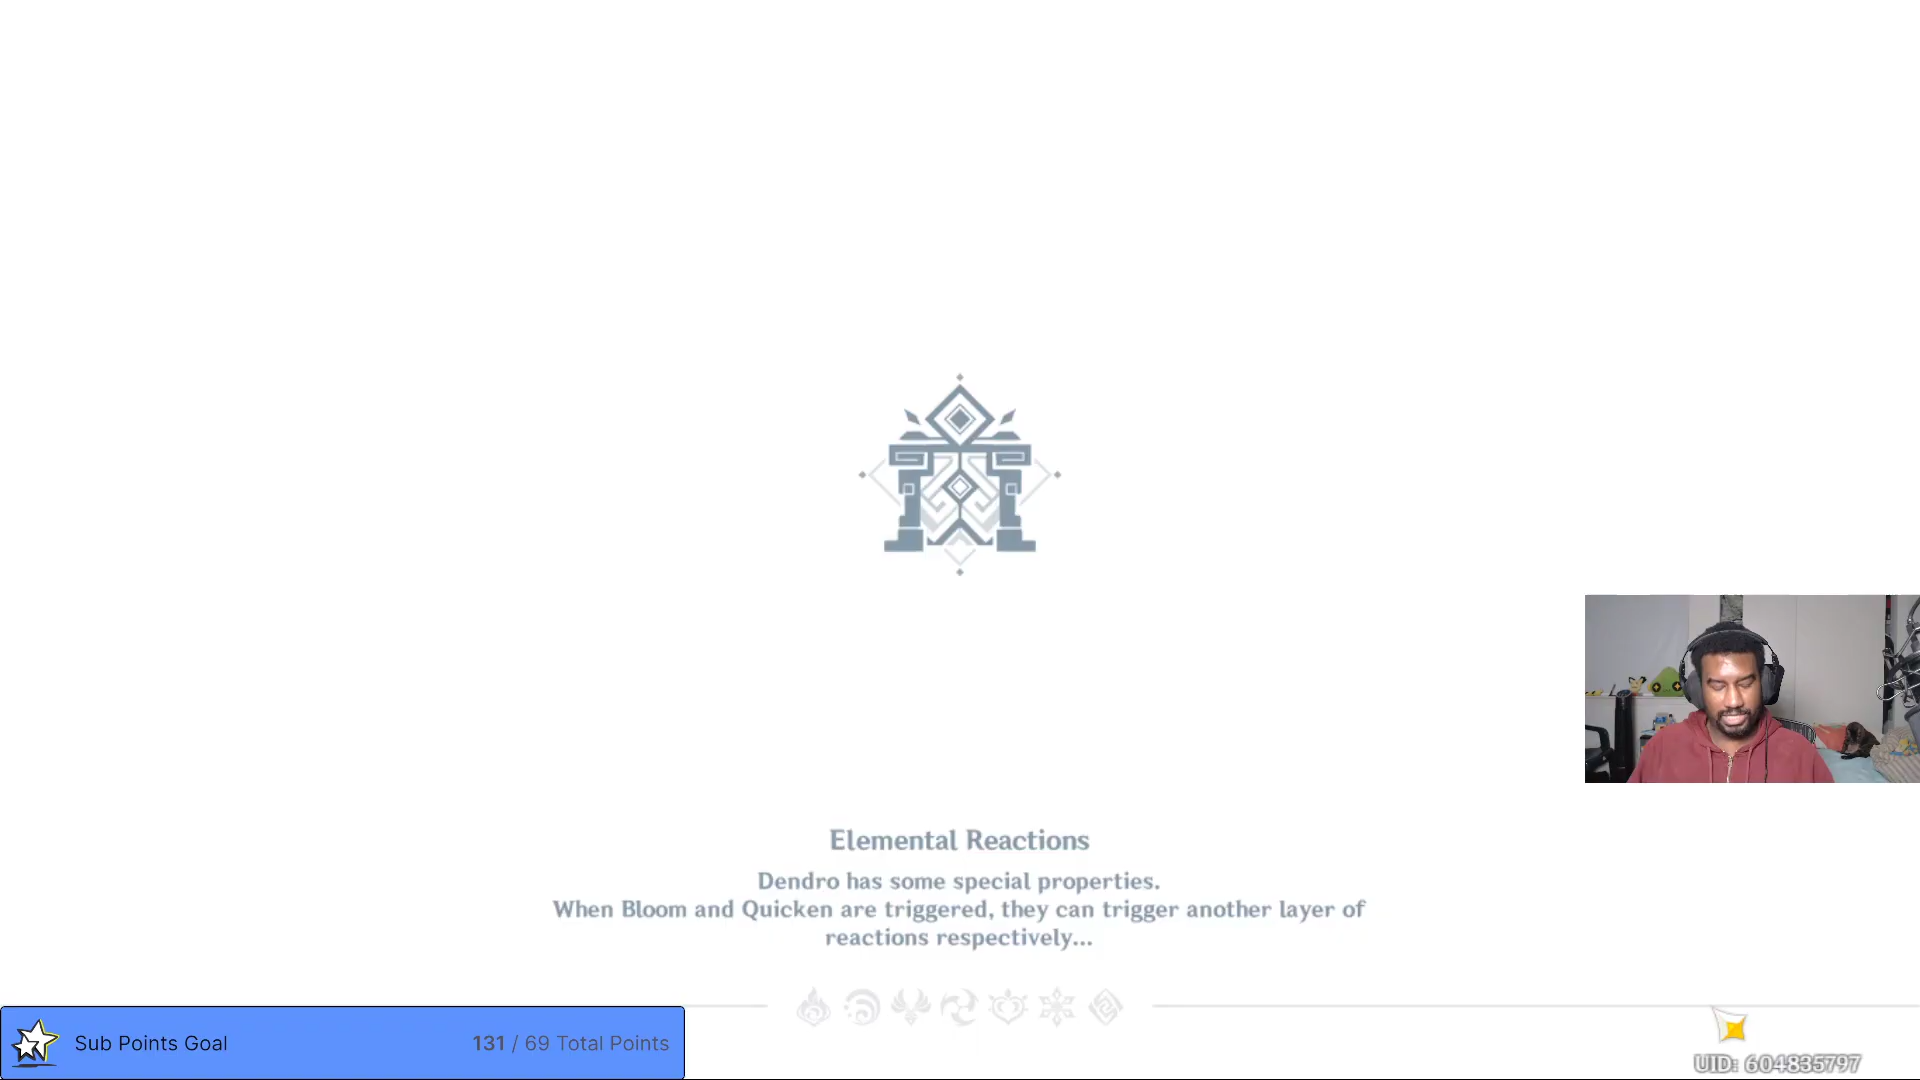 Elemental Reactions
Dendro has some special properties.
When Bloom and Quicken are triggered, they can trigger another layer of
reactions respectively...
Sub Points Goal 131 / 69 Total Points
UID: 604835797